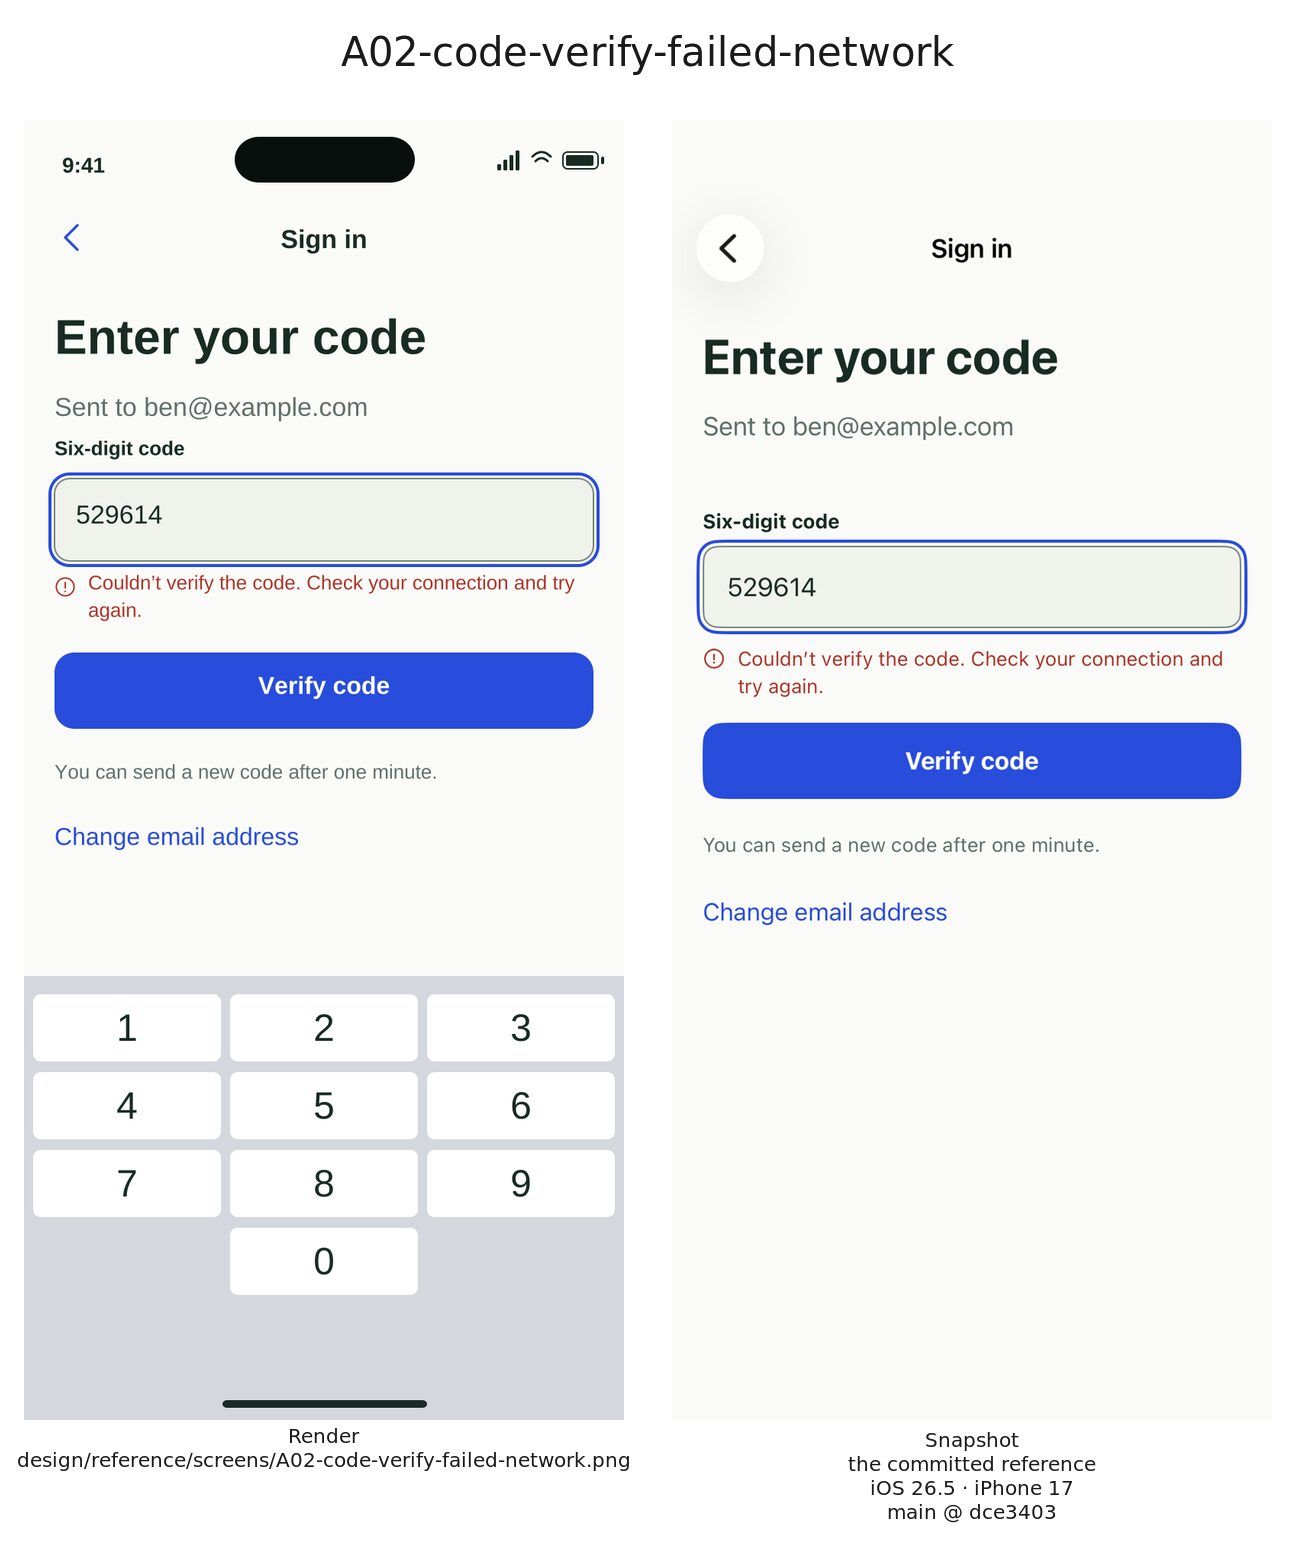 A02-code-verify-failed-network
9:41
Sign in
Enter your code
Sent to ben@example.com
Six-digit code
529614
Couldn’t verify the code. Check your connection and try
again.
Verify code
You can send a new code after one minute.
Change email address
1 2 3
4 5 6
7 8 9
0
Render
design/reference/screens/A02-code-verify-failed-network.png
Sign in
Enter your code
Sent to ben@example.com
Six-digit code
529614
Couldn’t verify the code. Check your connection and
try again.
Verify code
You can send a new code after one minute.
Change email address
Snapshot
the committed reference
iOS 26.5 · iPhone 17
main @ dce3403